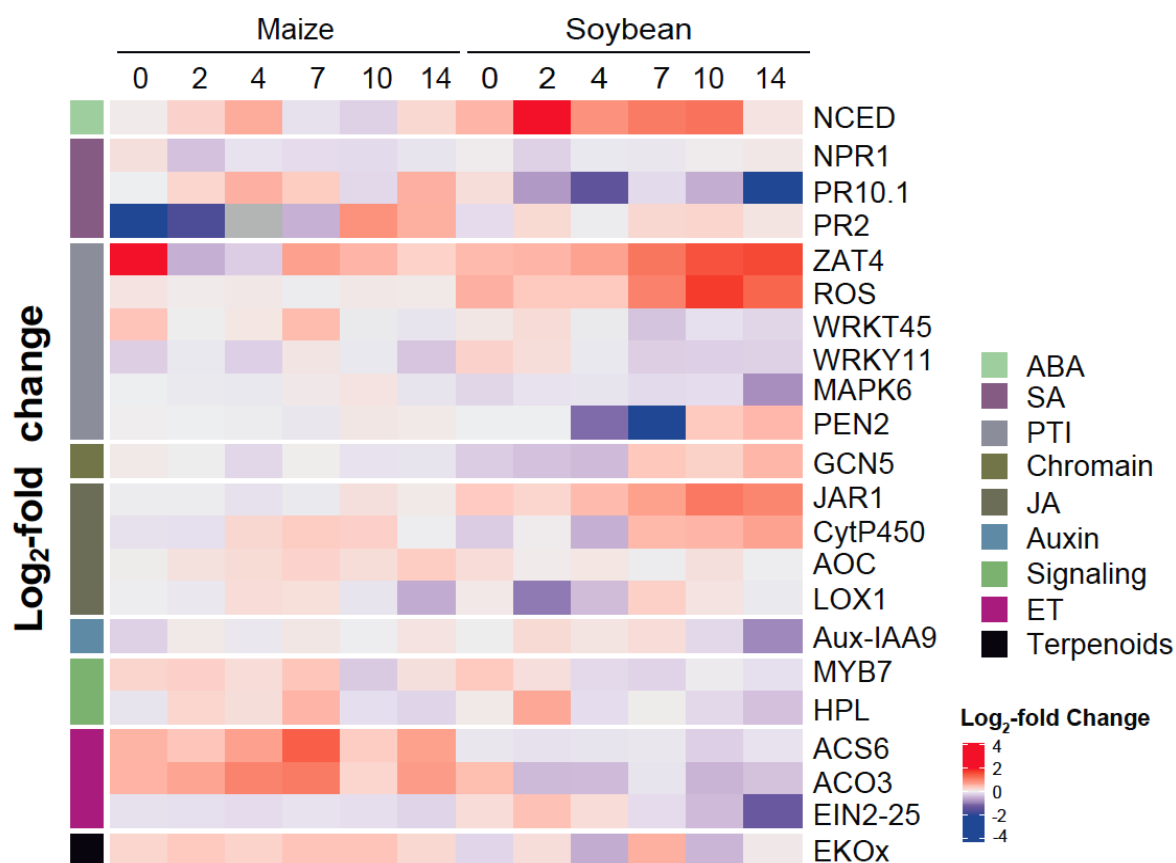 Maize Soybean
0 2 4 7 10 14 0 2 4 7 10 14
NCED
NPR1
PR10.1
PR2
ZAT4
ROS
WRKT45
WRKY11
MAPK6
PEN2
GCN5
JAR1
CytP450
AOC
LOX1
Aux-IAA9
MYB7
HPL
ACS6
ACO3
EIN2-25
EKOx
Log₂-fold change
ABA
SA
PTI
Chromain
JA
Auxin
Signaling
ET
Terpenoids
Log₂-fold Change
4
2
0
-2
-4